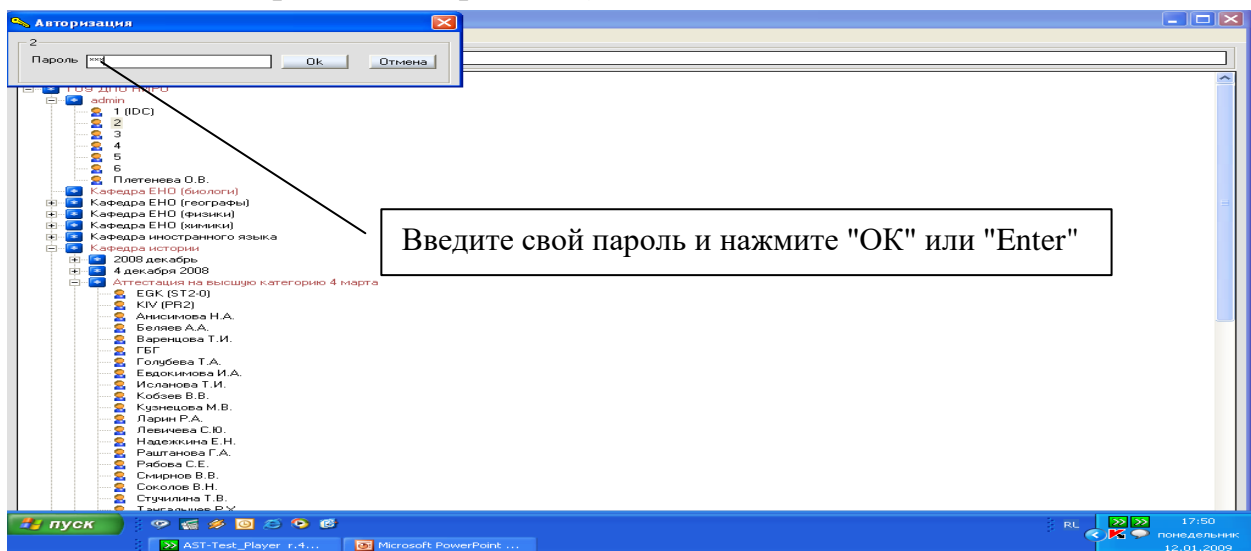 Авторизация
2
Пароль *** Ok Отмена
ГОУ ДПО НИРО
admin
1 (IDC)
2
3
4
5
6
Плетенева О.В.
Кафедра ЕНО (биологи)
Кафедра ЕНО (географы)
Кафедра ЕНО (физики)
Кафедра ЕНО (химики)
Кафедра иностранного языка
Кафедра истории
2008 декабрь
4 декабря 2008
Аттестация на высшую категорию 4 марта
EGK (ST2-0)
KIV (PR2)
Анисимова Н.А.
Беляев А.А.
Варенцова Т.И.
ГБГ
Голубева Т.А.
Евдокимова И.А.
Исланова Т.И.
Кобзев В.В.
Кузнецова М.В.
Ларин Р.А.
Левичева С.Ю.
Надежкина Е.Н.
Раштанова Г.А.
Рябова С.Е.
Смирнов В.В.
Соколов В.Н.
Стучилина Т.В.
Введите свой пароль и нажмите "ОК" или "Enter"
пуск
AST-Test_Player r.4...
Microsoft PowerPoint ...
RL
17:50
понедельник
12.01.2009